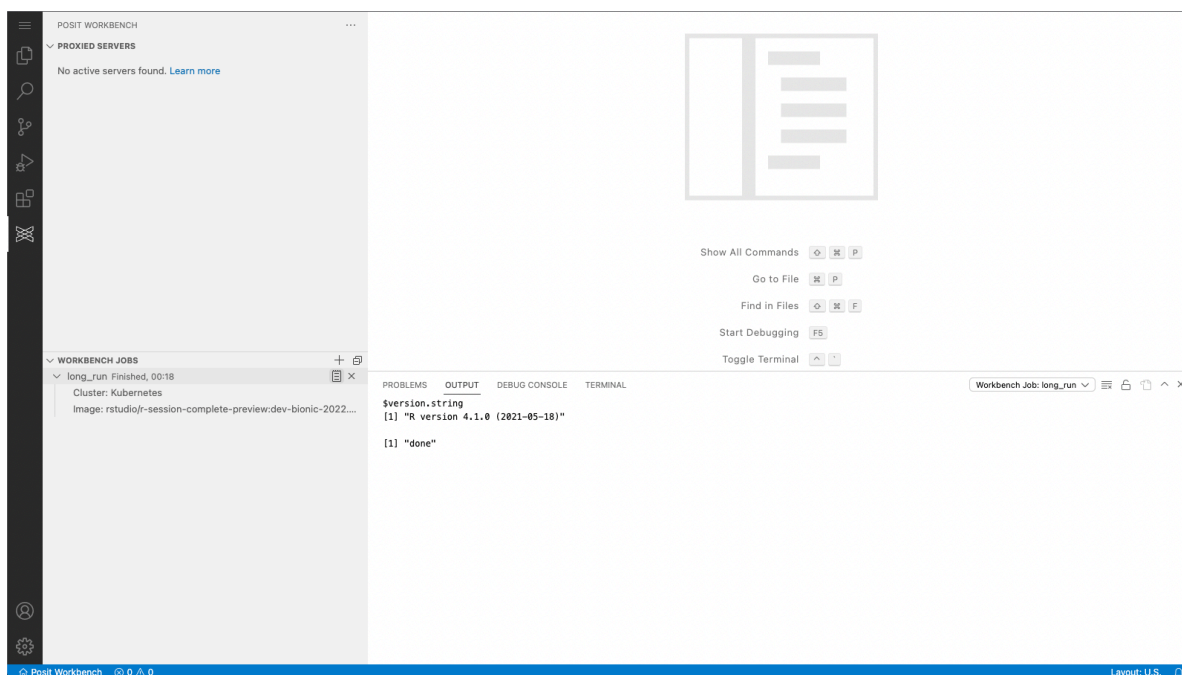 POSIT WORKBENCH
PROXIED SERVERS
No active servers found. Learn more
Show All Commands ⇧ ⌘ P
Go to File ⌘ P
Find in Files ⇧ ⌘ F
Start Debugging F5
Toggle Terminal ^ `
WORKBENCH JOBS
long_run Finished, 00:18
Cluster: Kubernetes
Image: rstudio/r-session-complete-preview:dev-bionic-2022....
PROBLEMS OUTPUT DEBUG CONSOLE TERMINAL Workbench Job: long_run
$version.string
[1] "R version 4.1.0 (2021-05-18)"
[1] "done"
Posit Workbench 0 0 Layout: U.S.